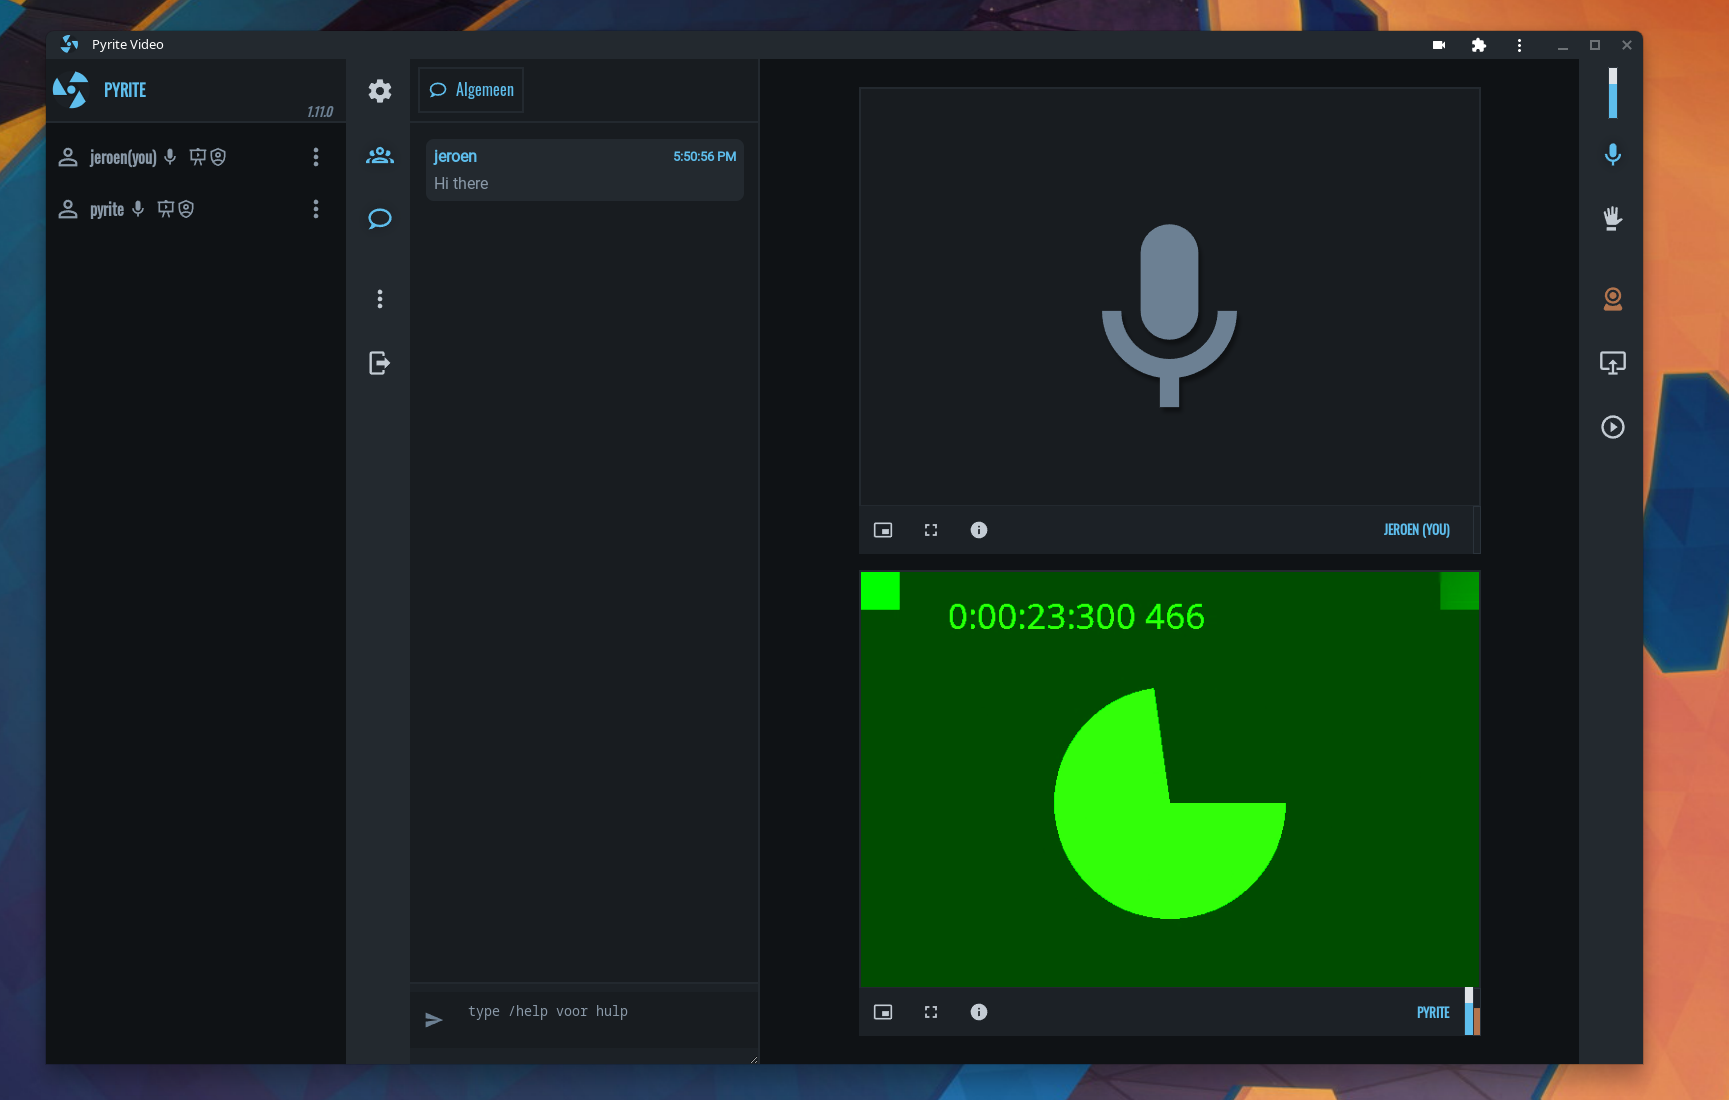 Pyrite Video
PYRITE
1.11.0
jeroen(you)
pyrite
Algemeen
jeroen 5:50:56 PM
Hi there
type /help voor hulp
JEROEN (YOU)
0:00:23:300 466
PYRITE